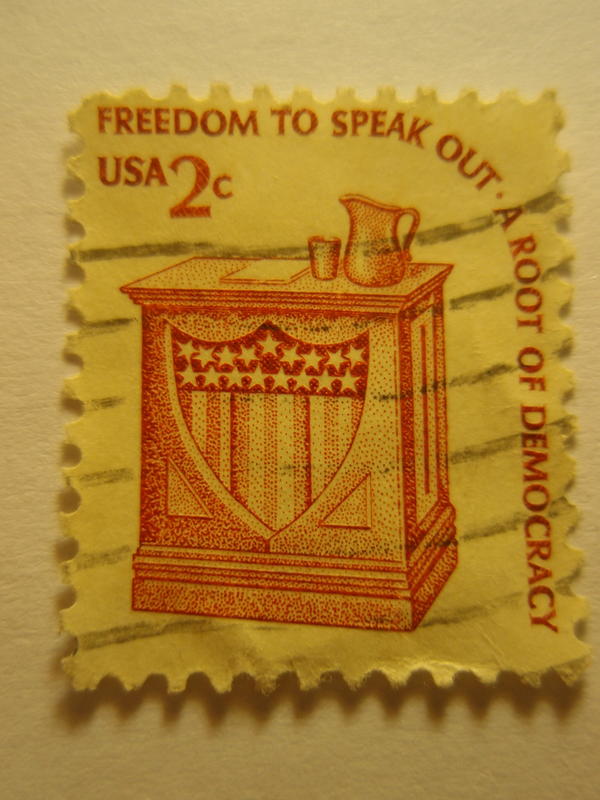 FREEDOM TO SPEAK OUT · A ROOT OF DEMOCRACY
USA 2c